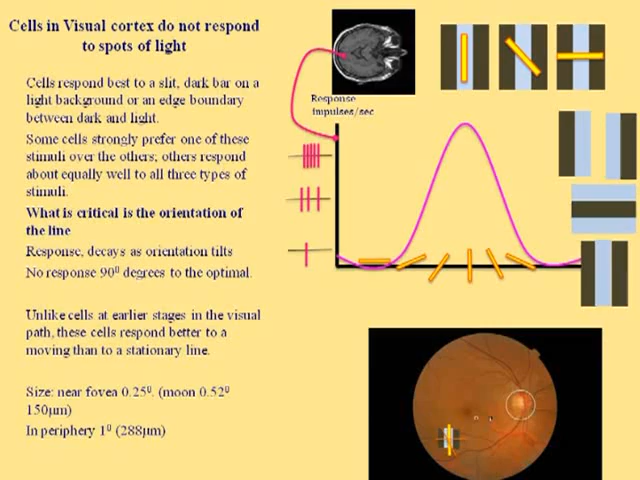 Cells in Visual cortex do not respond
to spots of light
Cells respond best to a slit, dark bar on a
light background or an edge boundary
between dark and light.
Some cells strongly prefer one of these
stimuli over the others; others respond
about equally well to all three types of
stimuli.
What is critical is the orientation of
the line
Response, decays as orientation tilts
No response 90⁰ degrees to the optimal.
Unlike cells at earlier stages in the visual
path, these cells respond better to a
moving than to a stationary line.
Size: near fovea 0.25⁰. (moon 0.52⁰
150µm)
In periphery 1⁰ (288µm)
Response
impulses/sec